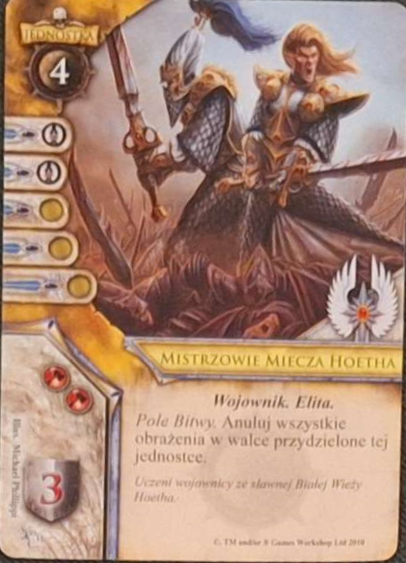 JEDNOSTKA
4
MISTRZOWIE MIECZA HOETHA
Wojownik. Elita.
Pole Bitwy. Anuluj wszystkie
obrażenia w walce przydzielone tej
jednostce.
Uczeni wojownicy ze sławnej Białej Wieży
Hoetha.
3
Illus. Michael Phillippi
©, TM and/or ® Games Workshop Ltd 2010